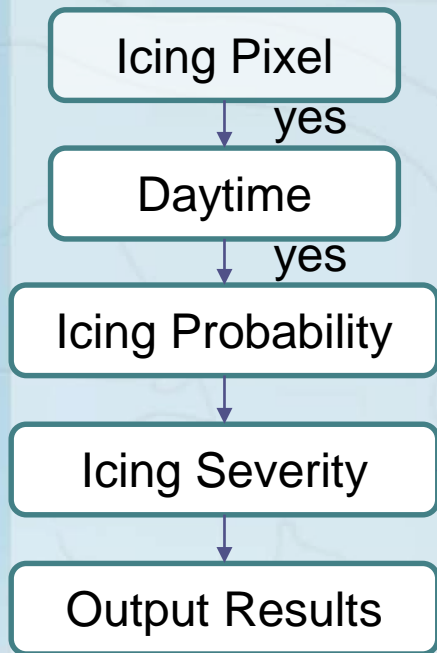 Icing Pixel
yes
Daytime
yes
Icing Probability
Icing Severity
Output Results